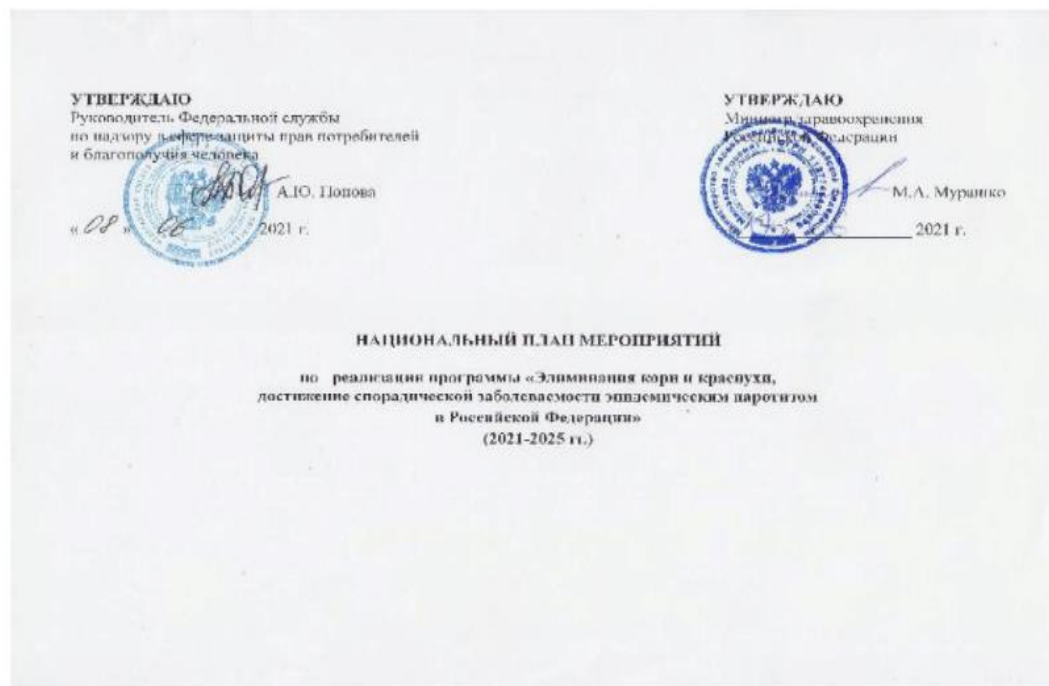 УТВЕРЖДАЮ
Руководитель Федеральной службы
по надзору в сфере защиты прав потребителей
и благополучия человека
А.Ю. Попова
« 08 » 06 2021 г.
УТВЕРЖДАЮ
Министр здравоохранения
Российской Федерации
М.А. Мурашко
2021 г.
НАЦИОНАЛЬНЫЙ ПЛАН МЕРОПРИЯТИЙ
по реализации программы «Элиминация кори и краснухи,
достижение спорадической заболеваемости эпидемическим паротитом
в Российской Федерации»
(2021-2025 гг.)